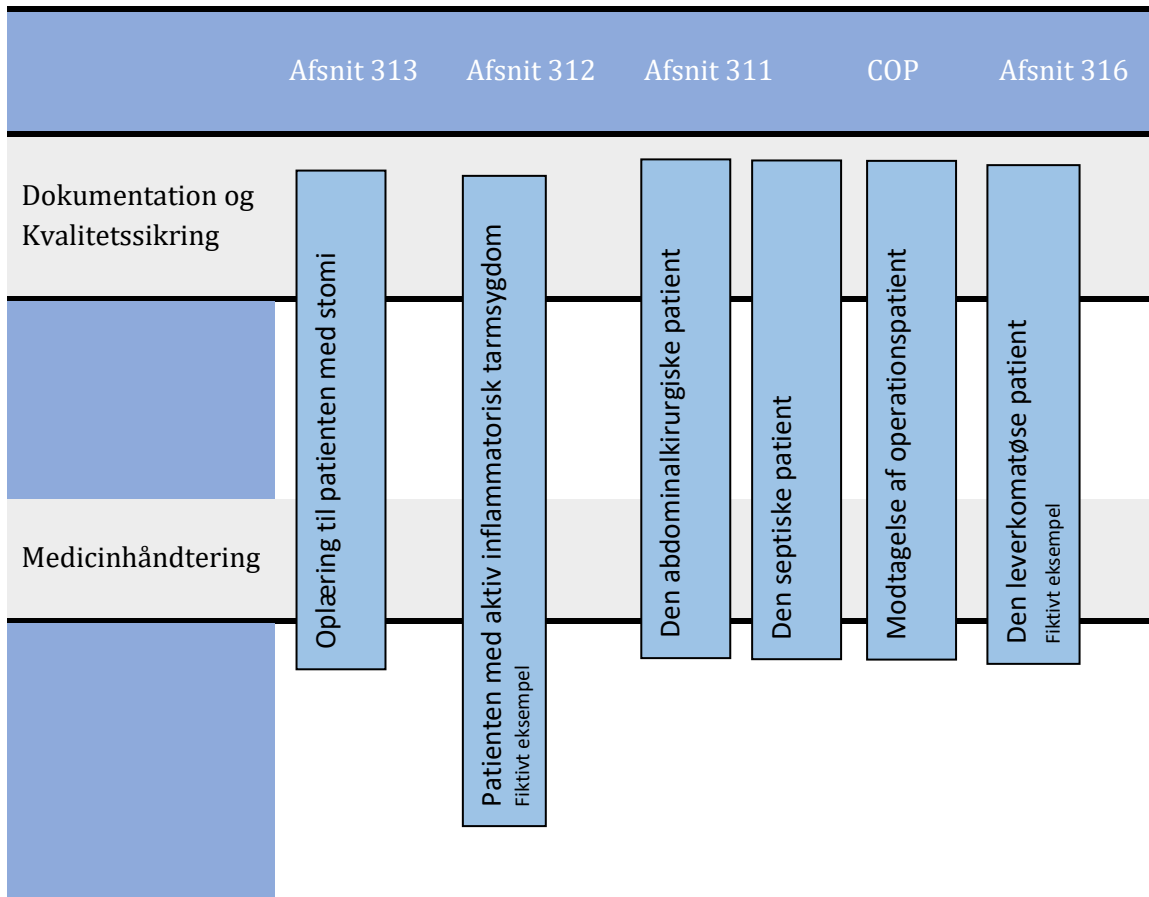 Afsnit 313
Afsnit 312
Afsnit 311
COP
Afsnit 316
Dokumentation og
Kvalitetssikring
Medicinhåndtering
Oplæring til patienten med stomi
Patienten med aktiv inflammatorisk tarmsygdom
Fiktivt eksempel
Den abdominalkirurgiske patient
Den septiske patient
Modtagelse af operationspatient
Den leverkomatøse patient
Fiktivt eksempel